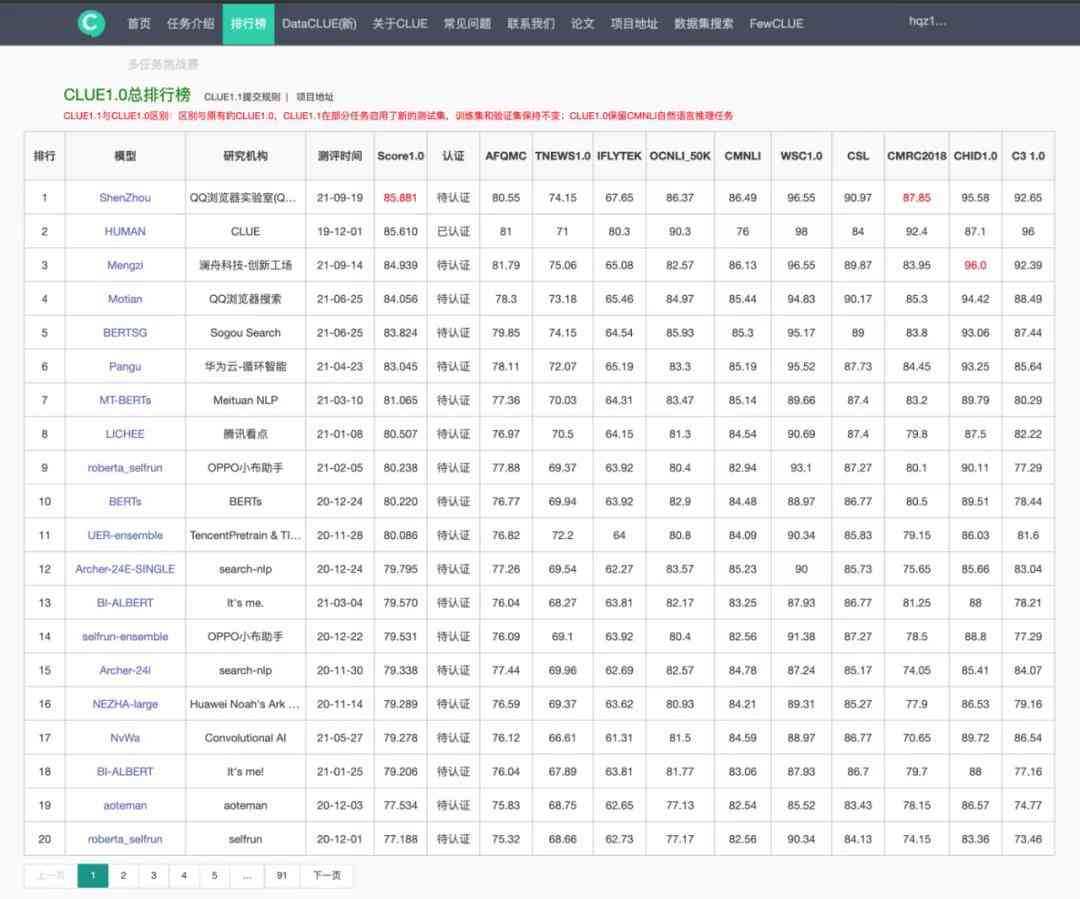 C 首页 任务介绍 排行榜 DataCLUE(新) 关于CLUE 常见问题 联系我们 论文 项目地址 数据集搜索 FewCLUE hqz1...
多任务挑战赛
CLUE1.0总排行榜 CLUE1.1提交规则 | 项目地址
CLUE1.1与CLUE1.0区别：区别与原有的CLUE1.0，CLUE1.1在部分任务启用了新的测试集，训练集和验证集保持不变；CLUE1.0保留CMNLI自然语言推理任务
排行 模型 研究机构 测评时间 Score1.0 认证 AFQMC TNEWS1.0 IFLYTEK OCNLI_50K CMNLI WSC1.0 CSL CMRC2018 CHID1.0 C3 1.0
1 ShenZhou QQ浏览器实验室(Q... 21-09-19 85.881 待认证 80.55 74.15 67.65 86.37 86.49 96.55 90.97 87.85 95.58 92.65
2 HUMAN CLUE 19-12-01 85.610 已认证 81 71 80.3 90.3 76 98 84 92.4 87.1 96
3 Mengzi 澜舟科技-创新工场 21-09-14 84.939 待认证 81.79 75.06 65.08 82.57 86.13 96.55 89.87 83.95 96.0 92.39
4 Motian QQ浏览器搜索 21-06-25 84.056 待认证 78.3 73.18 65.46 84.97 85.44 94.83 90.17 85.3 94.42 88.49
5 BERTSG Sogou Search 21-06-25 83.824 待认证 79.85 74.15 64.54 85.93 85.3 95.17 89 83.8 93.06 87.44
6 Pangu 华为云-循环智能 21-04-23 83.045 待认证 78.11 72.07 65.19 83.3 85.19 95.52 87.73 84.45 93.25 85.64
7 MT-BERTs Meituan NLP 21-03-10 81.065 待认证 77.36 70.03 64.31 83.47 85.14 89.66 87.4 83.2 89.79 80.29
8 LICHEE 腾讯看点 21-01-08 80.507 待认证 76.97 70.5 64.15 81.3 84.54 90.69 87.4 79.8 87.5 82.22
9 roberta_selfrun OPPO小布助手 21-02-05 80.238 待认证 77.88 69.37 63.92 80.4 82.94 93.1 87.27 80.1 90.11 77.29
10 BERTs BERTs 20-12-24 80.220 待认证 76.77 69.94 63.92 82.9 84.48 88.97 86.77 80.5 89.51 78.44
11 UER-ensemble TencentPretrain & TI... 20-11-28 80.086 待认证 76.82 72.2 64 80.8 84.09 90.34 85.83 79.15 86.03 81.6
12 Archer-24E-SINGLE search-nlp 20-12-24 79.795 待认证 77.26 69.54 62.27 83.57 85.23 90 85.73 75.65 85.66 83.04
13 BI-ALBERT It's me. 21-03-04 79.570 待认证 76.04 68.27 63.81 82.17 83.25 87.93 86.77 81.25 88 78.21
14 selfrun-ensemble OPPO小布助手 20-12-22 79.531 待认证 76.09 69.1 63.92 80.4 82.56 91.38 87.27 78.5 88.8 77.29
15 Archer-24l search-nlp 20-11-30 79.338 待认证 77.44 69.96 62.69 82.57 84.78 87.24 85.17 74.05 85.41 84.07
16 NEZHA-large Huawei Noah's Ark ... 20-11-14 79.289 待认证 76.59 69.37 63.62 80.93 84.21 89.31 85.27 77.9 86.53 79.16
17 NvWa Convolutional AI 21-05-27 79.278 待认证 76.12 66.61 61.31 81.5 84.59 88.97 86.77 70.65 89.72 86.54
18 BI-ALBERT It's me! 21-01-25 79.206 待认证 76.04 67.89 63.81 81.77 83.06 87.93 86.7 79.7 88 77.16
19 aoteman aoteman 20-12-03 77.534 待认证 75.83 68.75 62.65 77.13 82.54 85.52 83.43 78.15 86.57 74.77
20 roberta_selfrun selfrun 20-12-01 77.188 待认证 75.32 68.66 62.73 77.17 82.56 90.34 84.13 74.15 83.36 73.46
上一页 1 2 3 4 5 ... 91 下一页